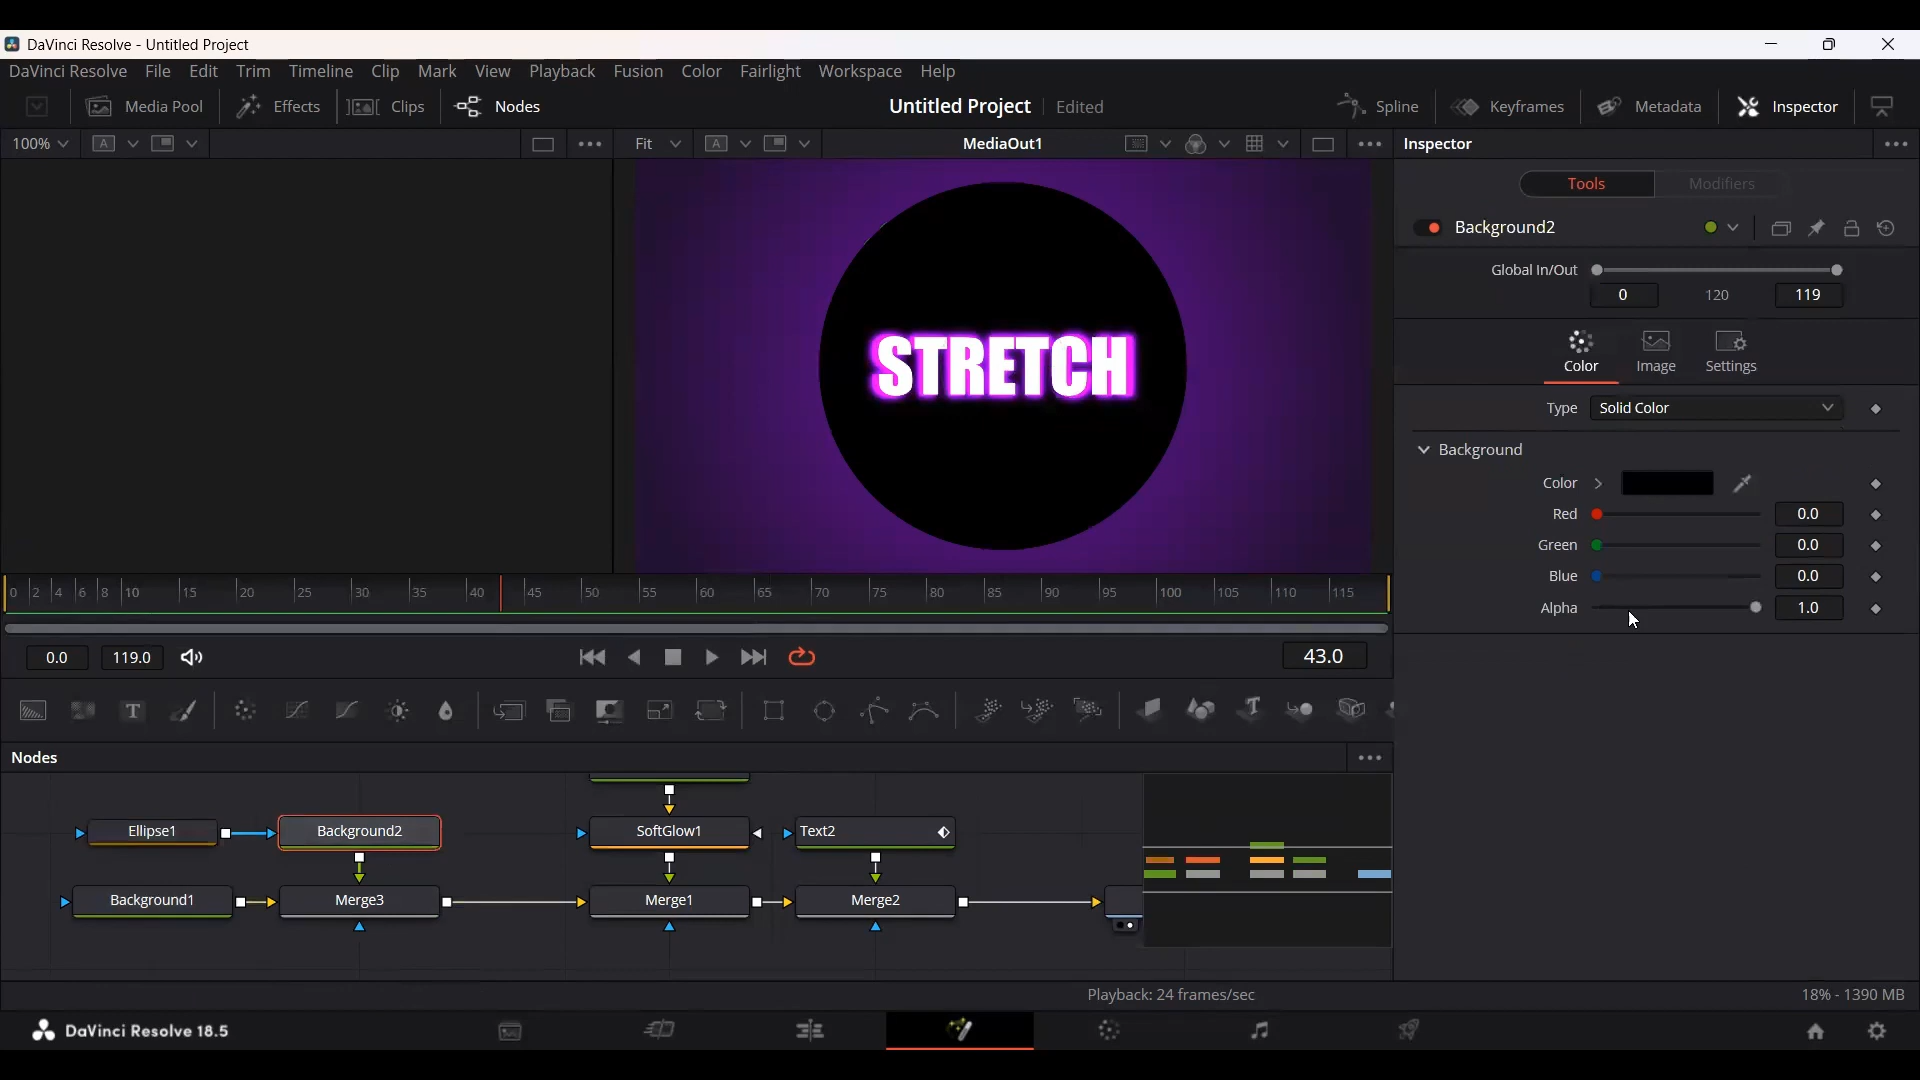 DaVinci Resolve - Untitled Project
DaVinci Resolve File Edit Trim Timeline Clip Mark View Playback Fusion Color Fairlight Workspace Help
Media Pool Effects Clips Nodes Untitled Project Edited Spline Keyframes Metadata Inspector
100% A Fit A MediaOut1 Inspector
Tools Modifiers
Background2
Global In/Out
0 120 119
STRETCH
Color Image Settings
Type Solid Color
Background
Color
Red 0.0
Green 0.0
Blue 0.0
Alpha 1.0
0 2 4 6 8 10 15 20 25 30 35 40 45 50 55 60 65 70 75 80 85 90 95 100 105 110 115
0.0 119.0 43.0
T T
Nodes
Ellipse1 Background2 SoftGlow1 Text2
Background1 Merge3 Merge1 Merge2
Playback: 24 frames/sec 18% - 1390 MB
DaVinci Resolve 18.5